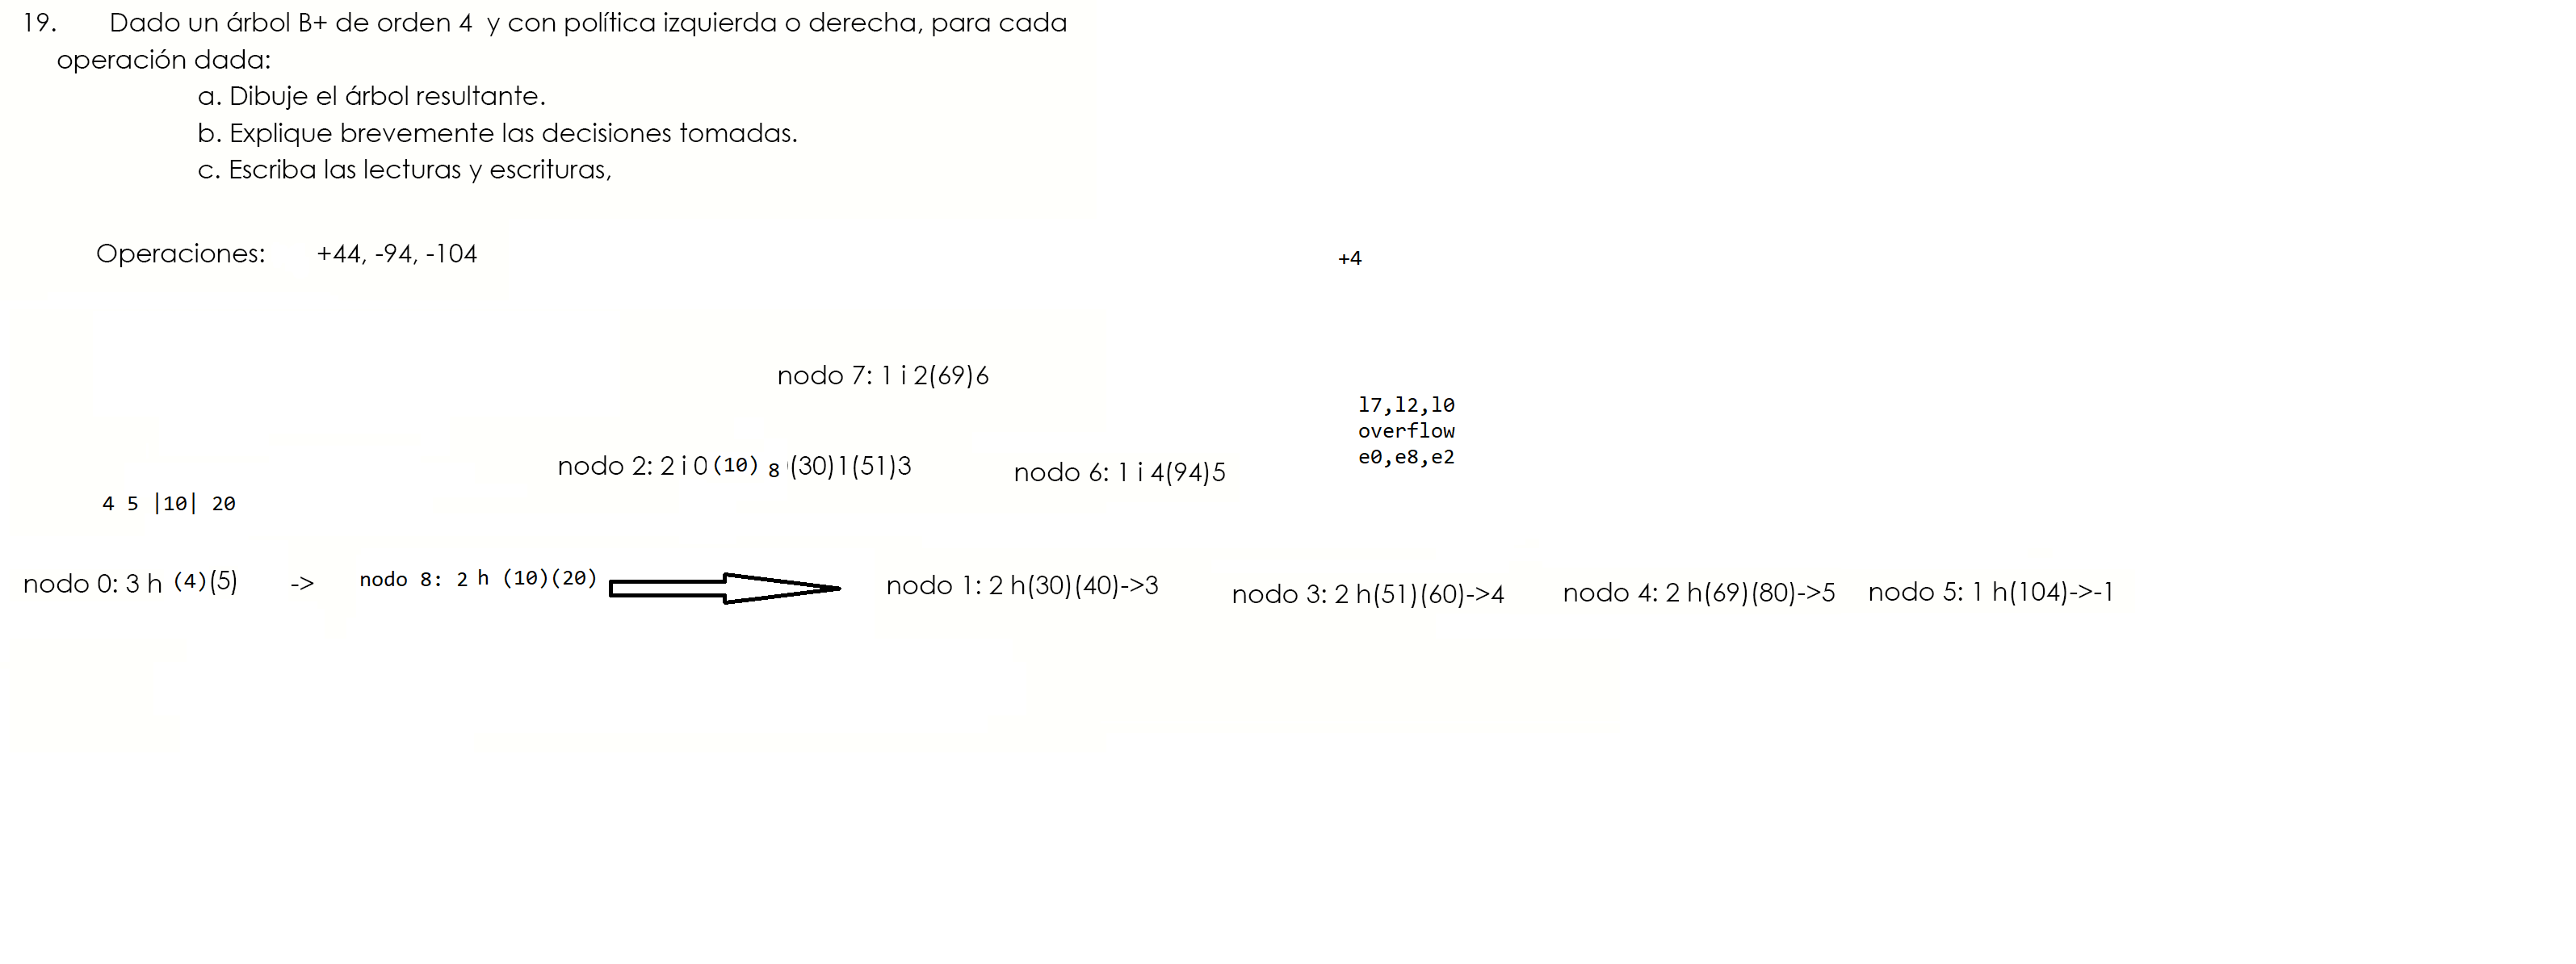 19. Dado un árbol B+ de orden 4 y con política izquierda o derecha, para cada
operación dada:
a. Dibuje el árbol resultante.
b. Explique brevemente las decisiones tomadas.
c. Escriba las lecturas y escrituras,
Operaciones: +44, -94, -104
+4
nodo 7: 1 i 2(69)6
l7,l2,l0
overflow
e0,e8,e2
nodo 2: 2 i 0(10) 8 (30)1(51)3
nodo 6: 1 i 4(94)5
4 5 |10| 20
nodo 0: 3 h (4)(5) ->
nodo 8: 2 h (10)(20)
nodo 1: 2 h(30)(40)->3
nodo 3: 2 h(51)(60)->4
nodo 4: 2 h(69)(80)->5
nodo 5: 1 h(104)->-1